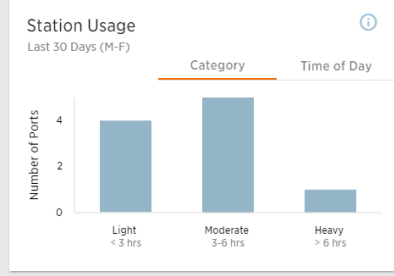 Station Usage
Last 30 Days (M-F)
Category
Time of Day
Number of Ports
4
2
0
Light
< 3 hrs
Moderate
3-6 hrs
Heavy
> 6 hrs